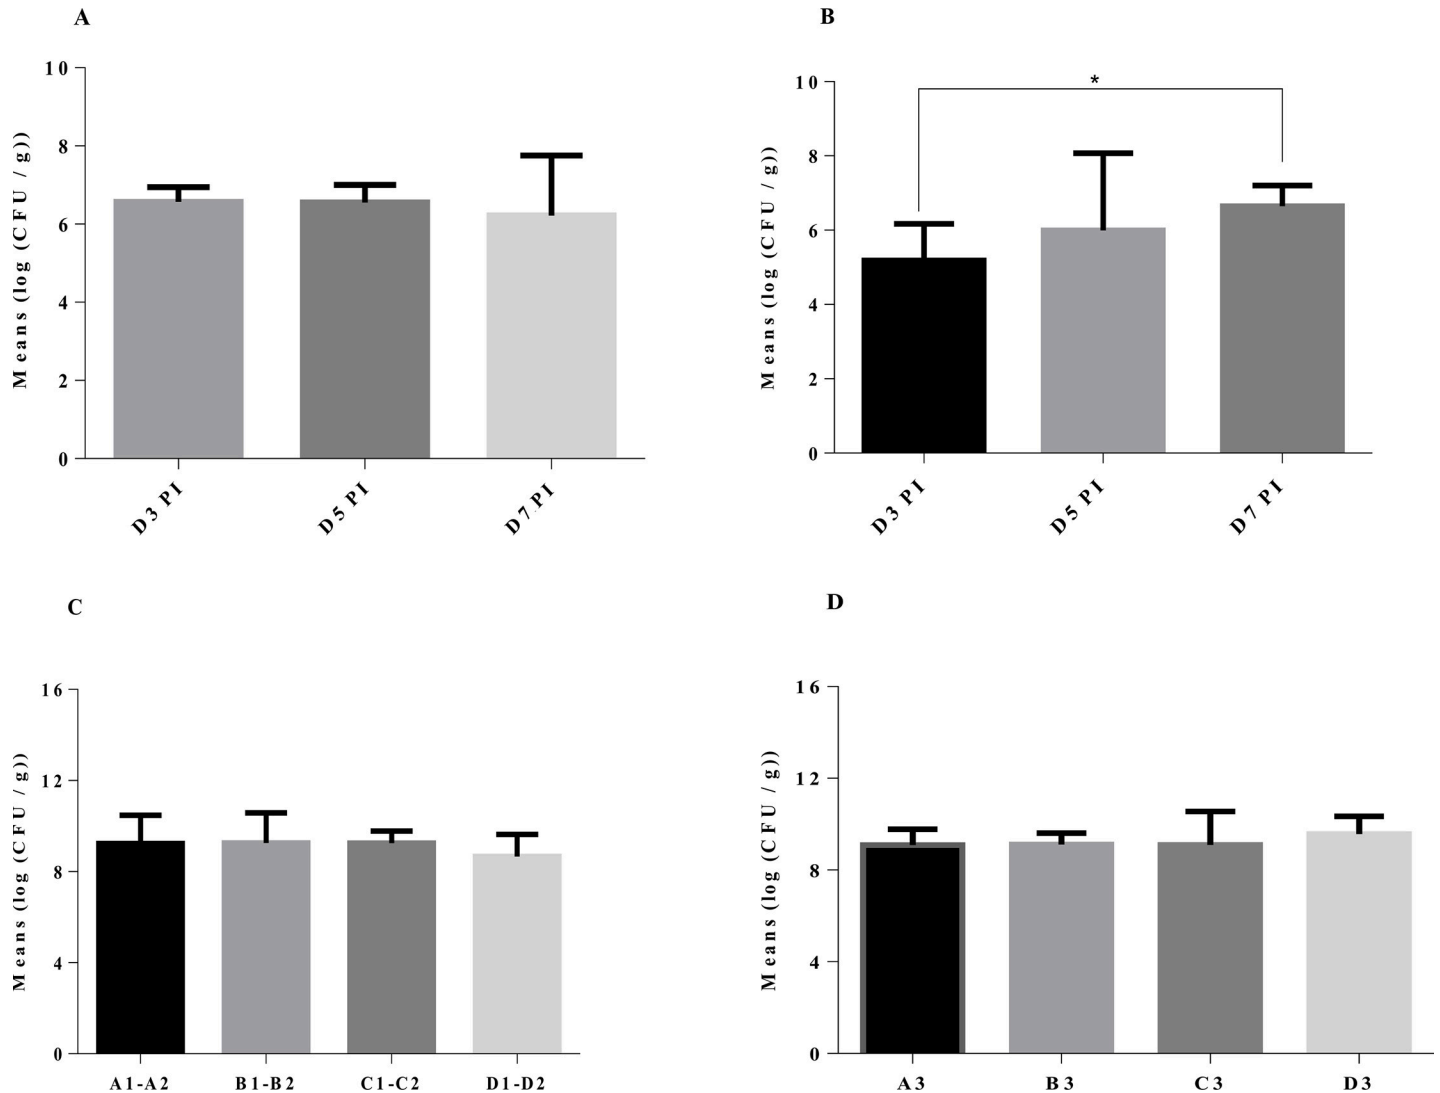 A
Means (log (CFU / g))
10
8
6
4
2
0
D3 PI
D5 PI
D7 PI
B
Means (log (CFU / g))
10
8
6
4
2
0
*
D3 PI
D5 PI
D7 PI
C
Means (log (CFU / g))
16
12
8
4
0
A1-A2
B1-B2
C1-C2
D1-D2
D
Means (log (CFU / g))
16
12
8
4
0
A3
B3
C3
D3